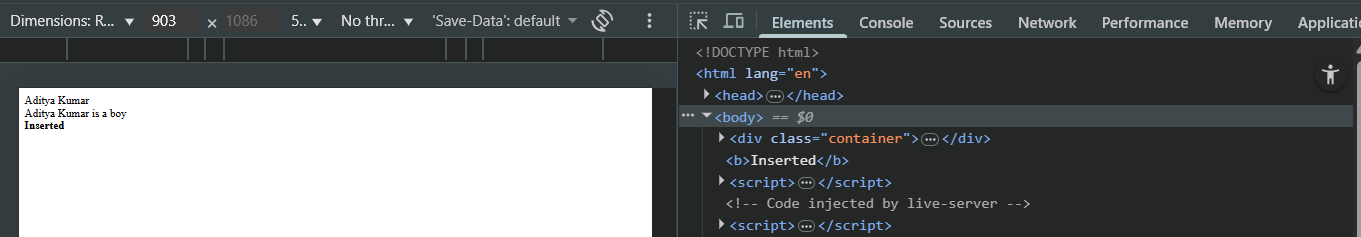 Dimensions: R... ▼ 903 × 1086 5... ▼ No thr... ▼ 'Save-Data': default ▼
Elements Console Sources Network Performance Memory Applicati
Aditya Kumar
Aditya Kumar is a boy
Inserted
<!DOCTYPE html>
<html lang="en">
<head>…</head>
… <body> == $0
<div class="container">…</div>
<b>Inserted</b>
<script>…</script>
<!-- Code injected by live-server -->
<script>…</script>